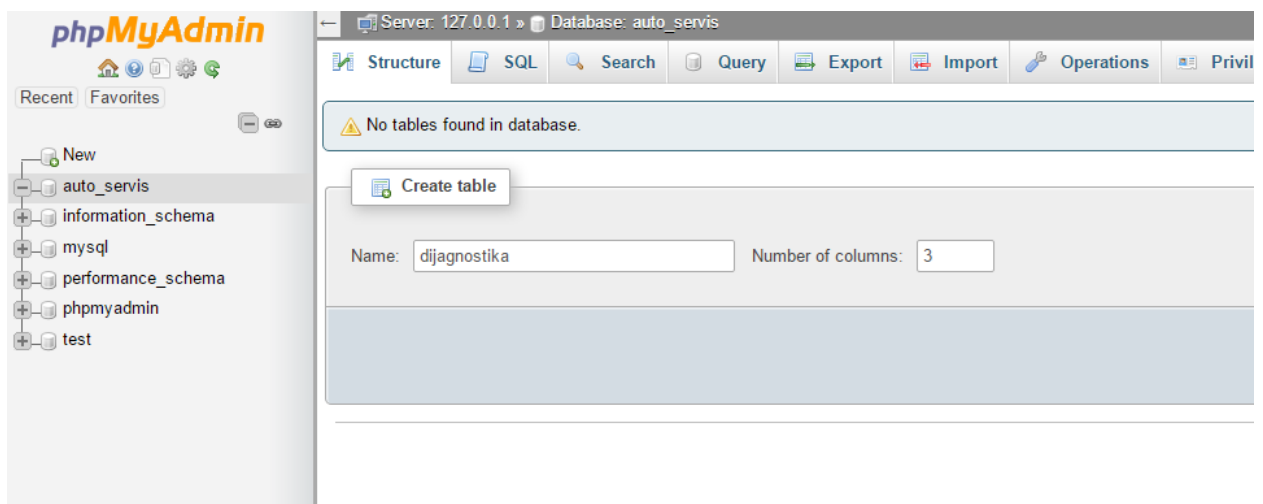 phpMyAdmin
Recent Favorites
New
auto_servis
information_schema
mysql
performance_schema
phpmyadmin
test
← Server: 127.0.0.1 » Database: auto_servis
Structure SQL Search Query Export Import Operations Privil
No tables found in database.
Create table
Name: dijagnostika Number of columns: 3